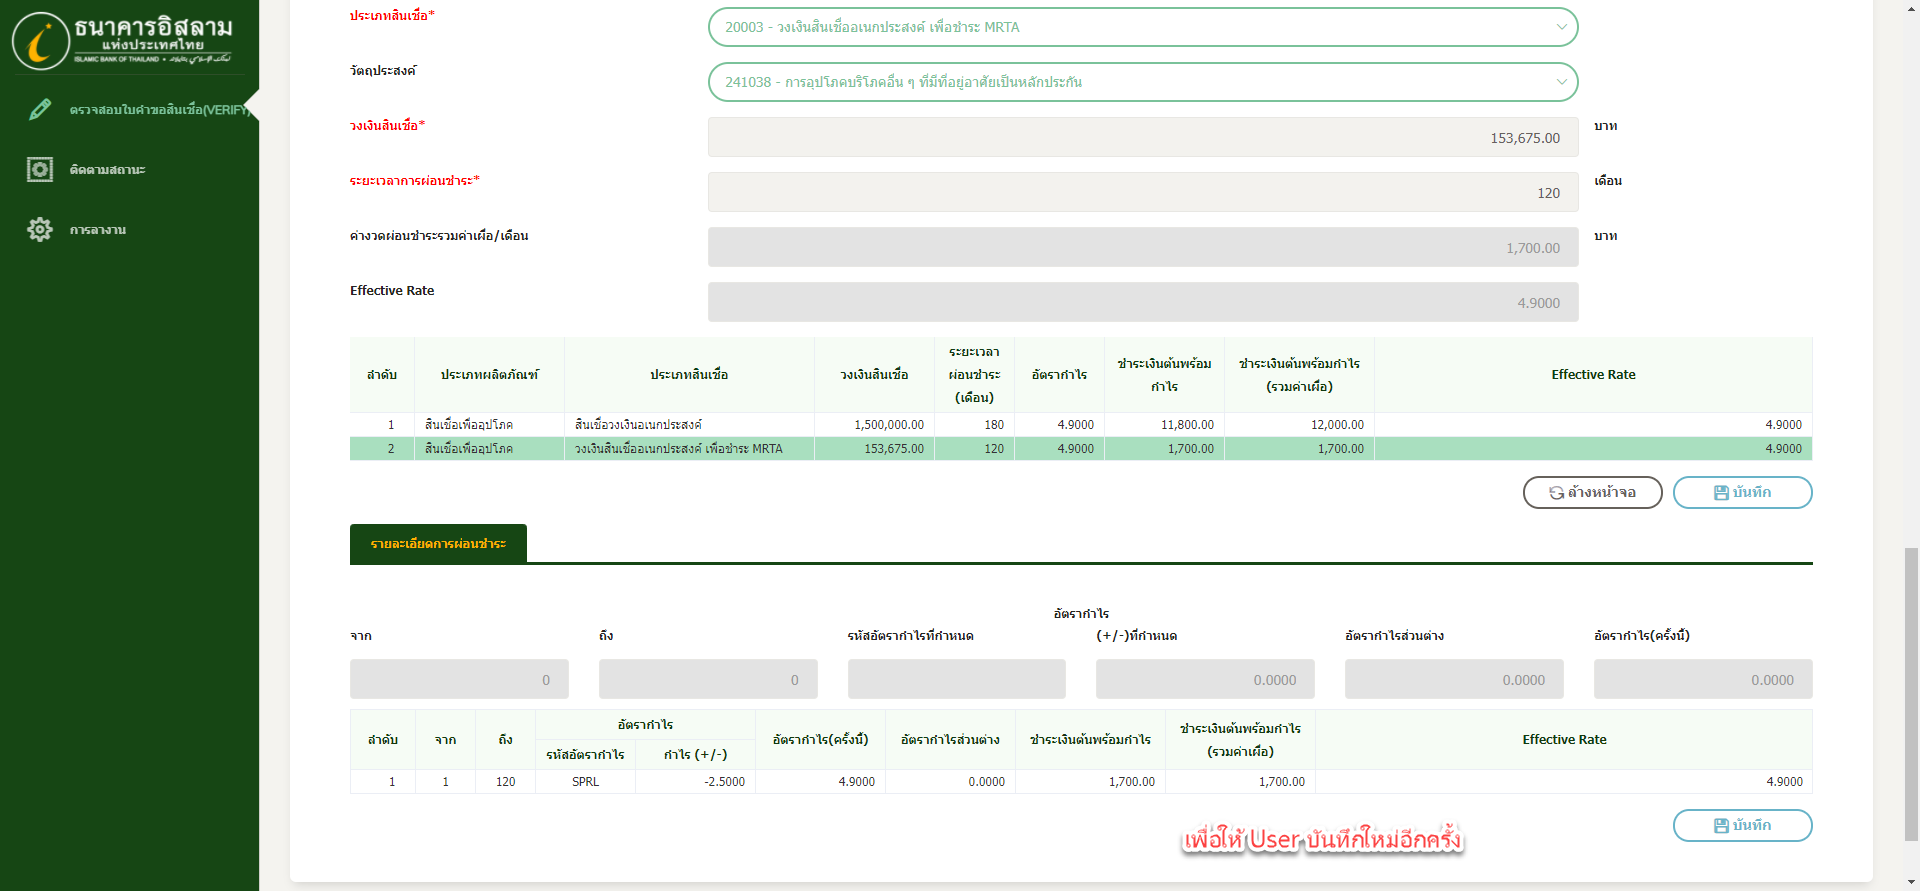 ธนาคารอิสลาม
แห่งประเทศไทย
ISLAMIC BANK OF THAILAND
ตรวจสอบใบคำขอสินเชื่อ(VERIFY)
ติดตามสถานะ
การลางาน
ประเภทสินเชื่อ*
20003 - วงเงินสินเชื่ออเนกประสงค์ เพื่อชำระ MRTA
วัตถุประสงค์
241038 - การอุปโภคบริโภคอื่น ๆ ที่มีที่อยู่อาศัยเป็นหลักประกัน
วงเงินสินเชื่อ* 153,675.00 บาท
ระยะเวลาการผ่อนชำระ* 120 เดือน
ค่างวดผ่อนชำระรวมค่าเผื่อ/เดือน 1,700.00 บาท
Effective Rate 4.9000
ลำดับ ประเภทผลิตภัณฑ์ ประเภทสินเชื่อ วงเงินสินเชื่อ ระยะเวลาผ่อนชำระ (เดือน) อัตรากำไร ชำระเงินต้นพร้อมกำไร ชำระเงินต้นพร้อมกำไร (รวมค่าเผื่อ) Effective Rate
1 สินเชื่อเพื่ออุปโภค สินเชื่อวงเงินอเนกประสงค์ 1,500,000.00 180 4.9000 11,800.00 12,000.00 4.9000
2 สินเชื่อเพื่ออุปโภค วงเงินสินเชื่ออเนกประสงค์ เพื่อชำระ MRTA 153,675.00 120 4.9000 1,700.00 1,700.00 4.9000
ล้างหน้าจอ บันทึก
รายละเอียดการผ่อนชำระ
อัตรากำไร
จาก ถึง รหัสอัตรากำไรที่กำหนด (+/-)ที่กำหนด อัตรากำไรส่วนต่าง อัตรากำไร(ครั้งนี้)
0 0 0.0000 0.0000 0.0000
ลำดับ จาก ถึง อัตรากำไร อัตรากำไร(ครั้งนี้) อัตรากำไรส่วนต่าง ชำระเงินต้นพร้อมกำไร ชำระเงินต้นพร้อมกำไร (รวมค่าเผื่อ) Effective Rate
รหัสอัตรากำไร กำไร (+/-)
1 1 120 SPRL -2.5000 4.9000 0.0000 1,700.00 1,700.00 4.9000
บันทึก
เพื่อให้ User บันทึกใหม่อีกครั้ง